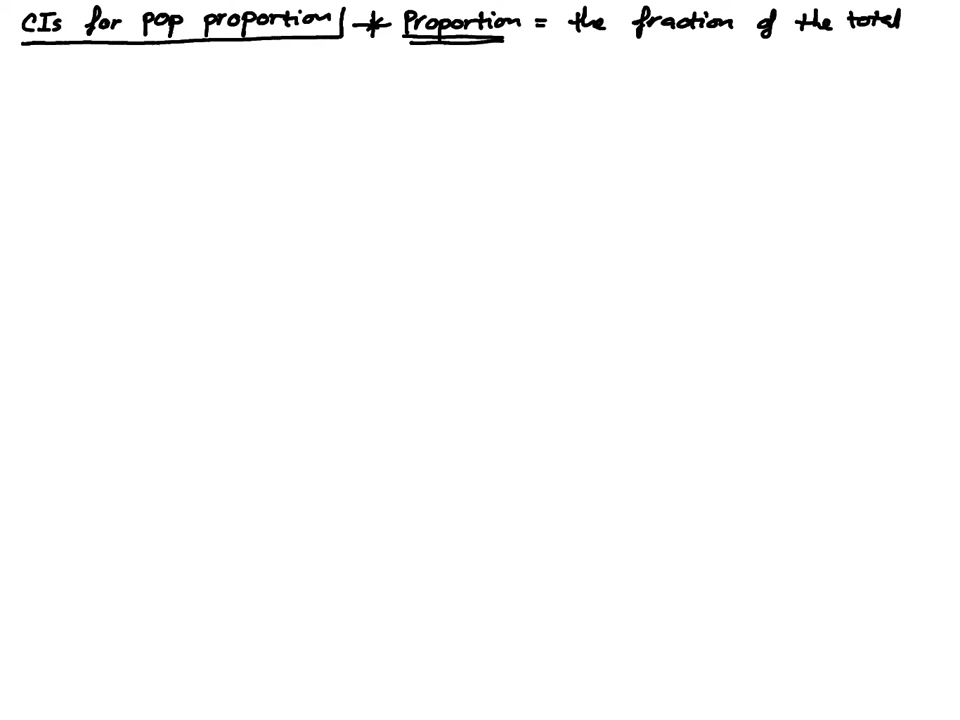 CIs for pop proportion * Proportion = the fraction of the total